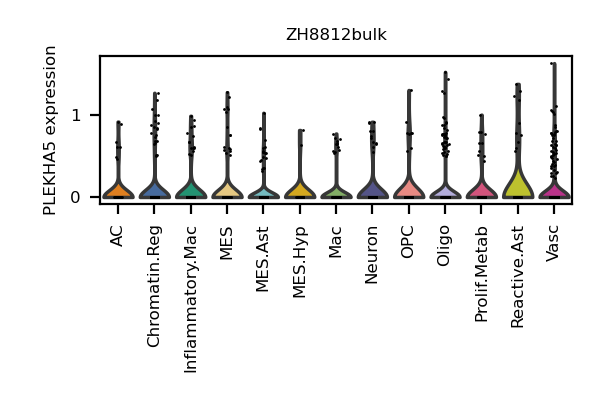 ZH8812bulk
PLEKHA5 expression
1
0
AC
Chromatin.Reg
Inflammatory.Mac
MES
MES.Ast
MES.Hyp
Mac
Neuron
OPC
Oligo
Prolif.Metab
Reactive.Ast
Vasc